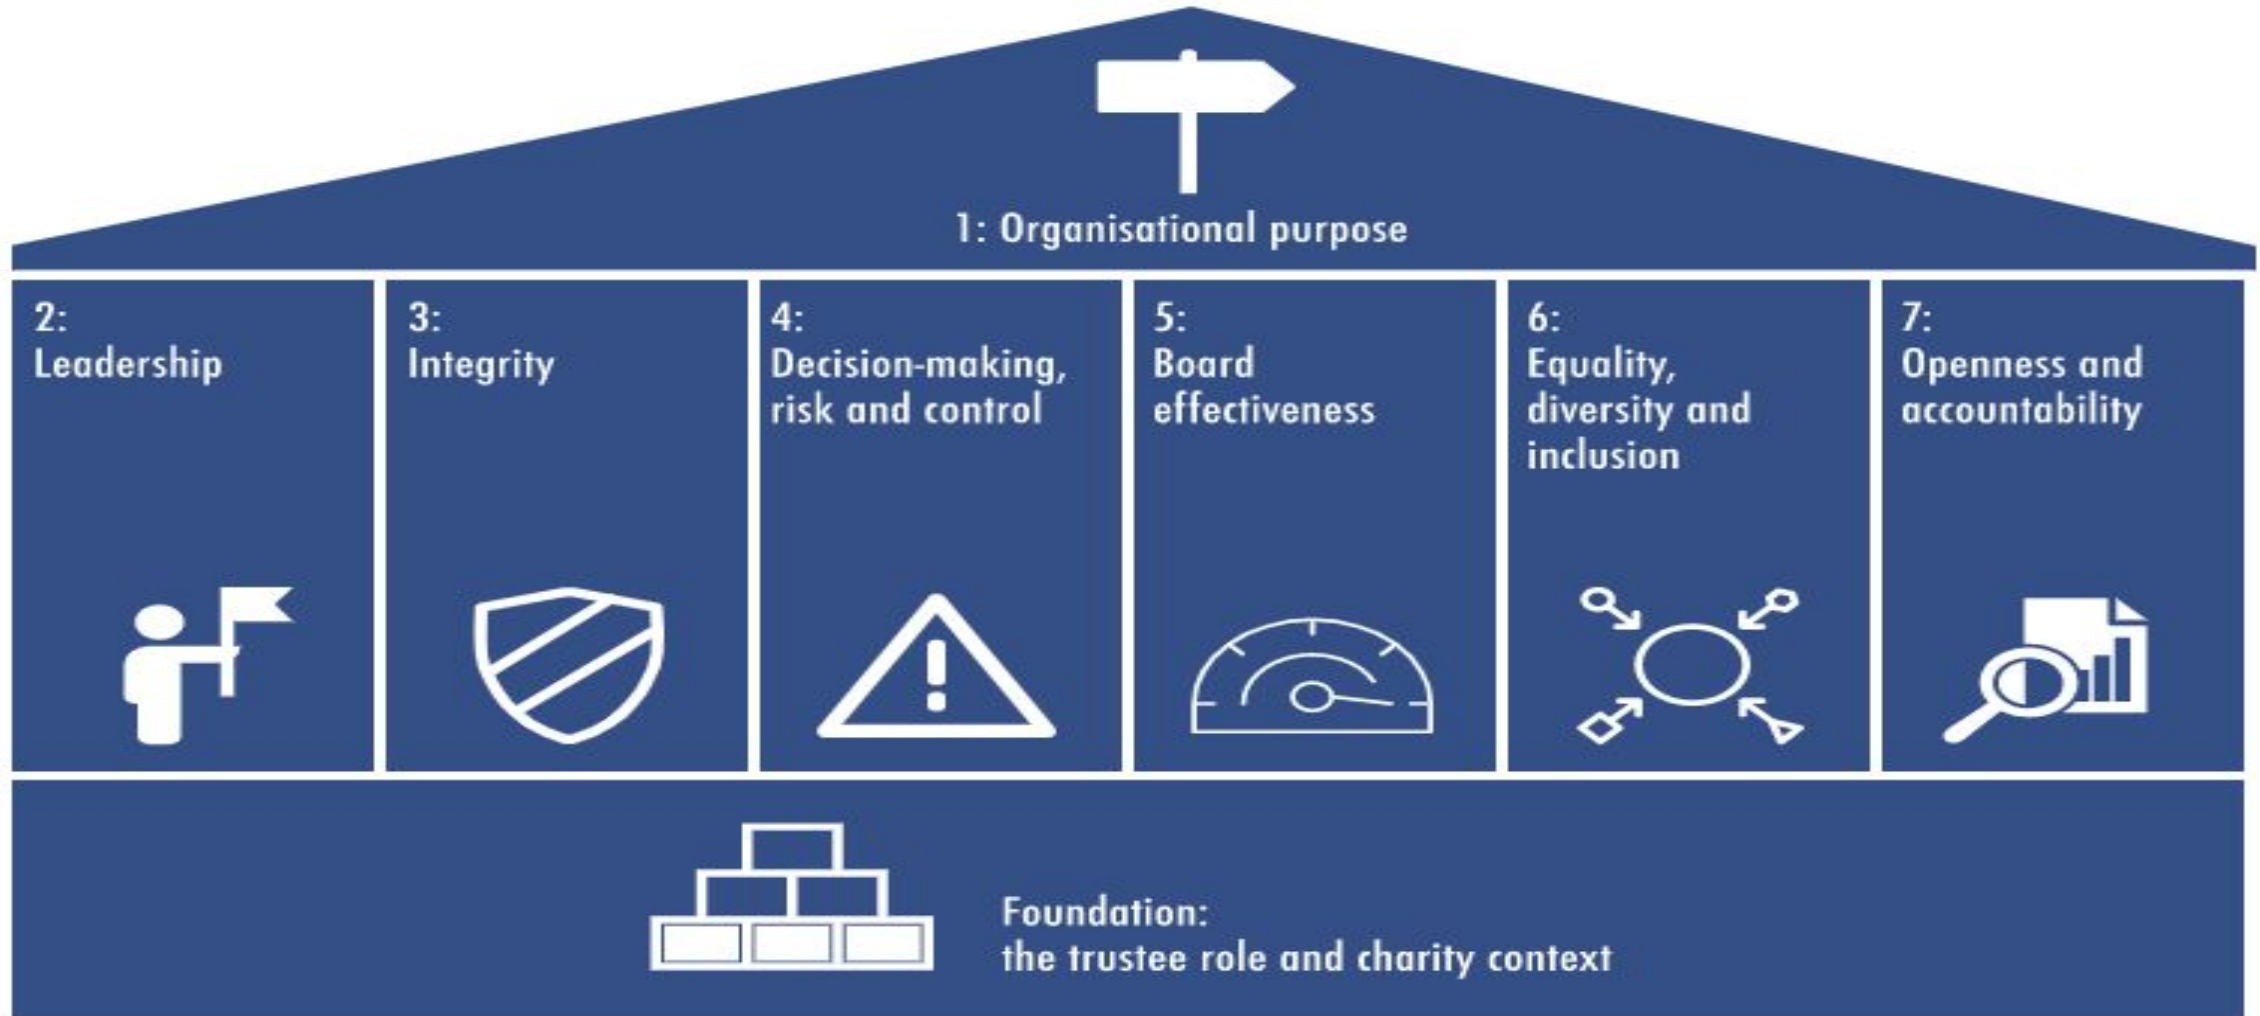 1: Organisational purpose
2:
Leadership
3:
Integrity
4:
Decision-making,
risk and control
5:
Board
effectiveness
6:
Equality,
diversity and
inclusion
7:
Openness and
accountability
Foundation:
the trustee role and charity context